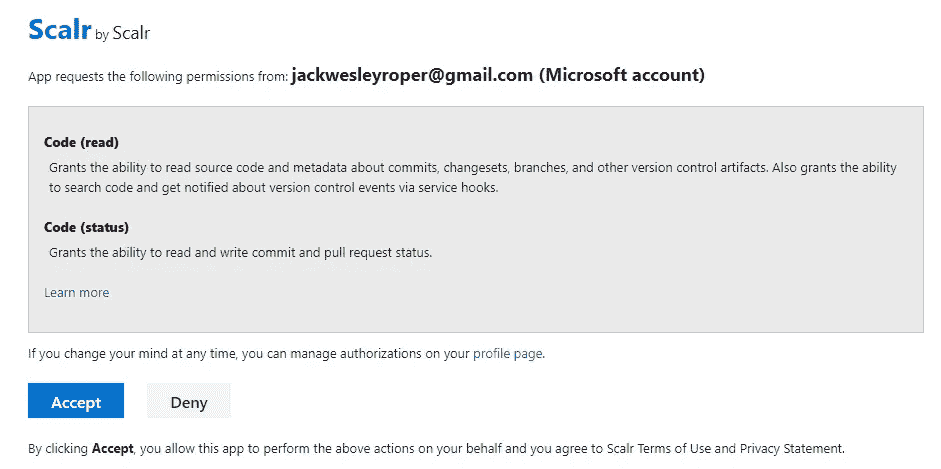 Scalr by Scalr
App requests the following permissions from: jackwesleyroper@gmail.com (Microsoft account)
Code (read)
Grants the ability to read source code and metadata about commits, changesets, branches, and other version control artifacts. Also grants the ability
to search code and get notified about version control events via service hooks.
Code (status)
Grants the ability to read and write commit and pull request status.
Learn more
If you change your mind at any time, you can manage authorizations on your profile page.
Accept Deny
By clicking Accept, you allow this app to perform the above actions on your behalf and you agree to Scalr Terms of Use and Privacy Statement.